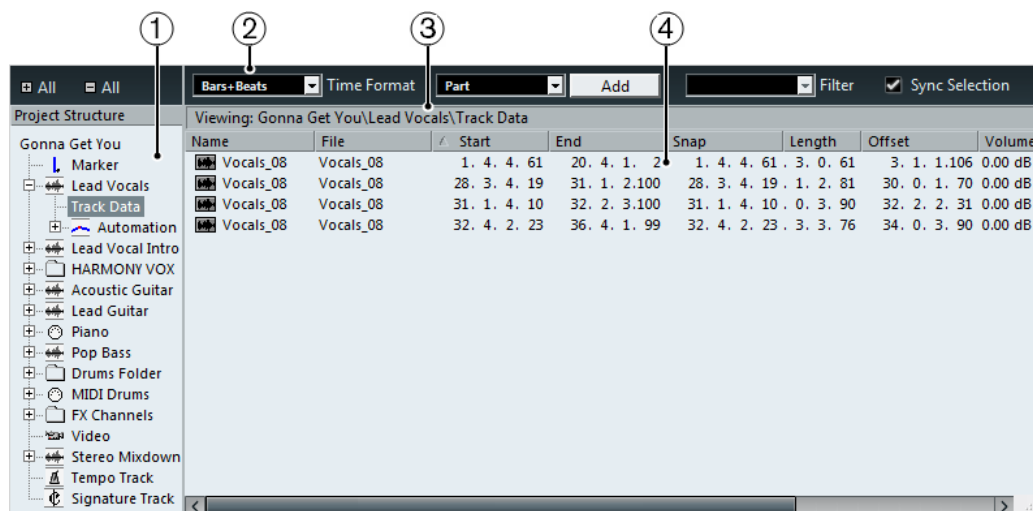 1 2 3 4
All All Bars+Beats Time Format Part Add Filter Sync Selection
Project Structure
Viewing: Gonna Get You\Lead Vocals\Track Data
Name File Start End Snap Length Offset Volume
Vocals_08 Vocals_08 1. 4. 4. 61 20. 4. 1. 2 1. 4. 4. 61 . 3. 0. 61 3. 1. 1.106 0.00 dB
Vocals_08 Vocals_08 28. 3. 4. 19 31. 1. 2.100 28. 3. 4. 19 . 1. 2. 81 30. 0. 1. 70 0.00 dB
Vocals_08 Vocals_08 31. 1. 4. 10 32. 2. 3.100 31. 1. 4. 10 . 0. 3. 90 32. 2. 2. 31 0.00 dB
Vocals_08 Vocals_08 32. 4. 2. 23 36. 4. 1. 99 32. 4. 2. 23 . 3. 3. 76 34. 0. 3. 90 0.00 dB
Gonna Get You
Marker
Lead Vocals
Track Data
Automation
Lead Vocal Intro
HARMONY VOX
Acoustic Guitar
Lead Guitar
Piano
Pop Bass
Drums Folder
MIDI Drums
FX Channels
Video
Stereo Mixdown
Tempo Track
Signature Track